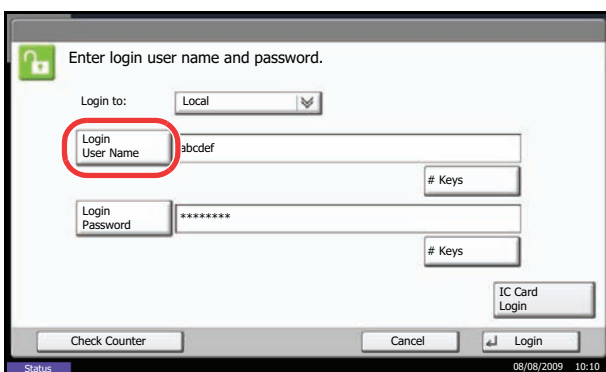 Enter login user name and password.
Login to:
Local
Login
User Name
abcdef
# Keys
Login
Password
********
# Keys
IC Card
Login
Check Counter
Cancel
Login
Status
08/08/2009 10:10